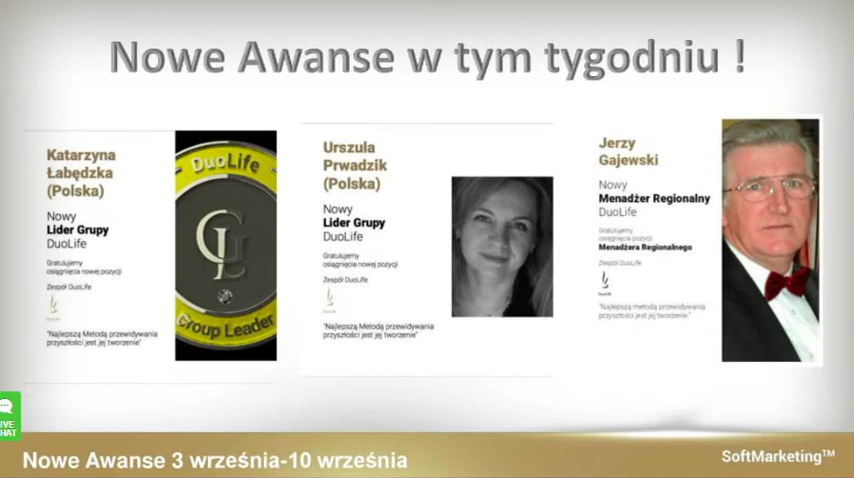 Nowe Awanse w tym tygodniu !
Katarzyna
Łabędzka
(Polska)
Nowy
Lider Grupy
DuoLife
Gratulujemy
osiągnięcia nowej pozycji
Zespół DuoLife
"Najlepszą Metodą przewidywania
przyszłości jest jej tworzenie"
DuoLife
GL
Group Leader
Urszula
Prwadzik
(Polska)
Nowy
Lider Grupy
DuoLife
Gratulujemy
osiągnięcia nowej pozycji
Zespół DuoLife
"Najlepszą Metodą przewidywania
przyszłości jest jej tworzenie"
Jerzy
Gajewski
Nowy
Menadżer Regionalny
DuoLife
Gratulujemy
osiągnięcia pozycji
Menadżera Regionalnego
Zespół DuoLife
"Najlepszą metodą przewidywania
przyszłości jest jej tworzenie"
Nowe Awanse 3 września-10 września
SoftMarketing™